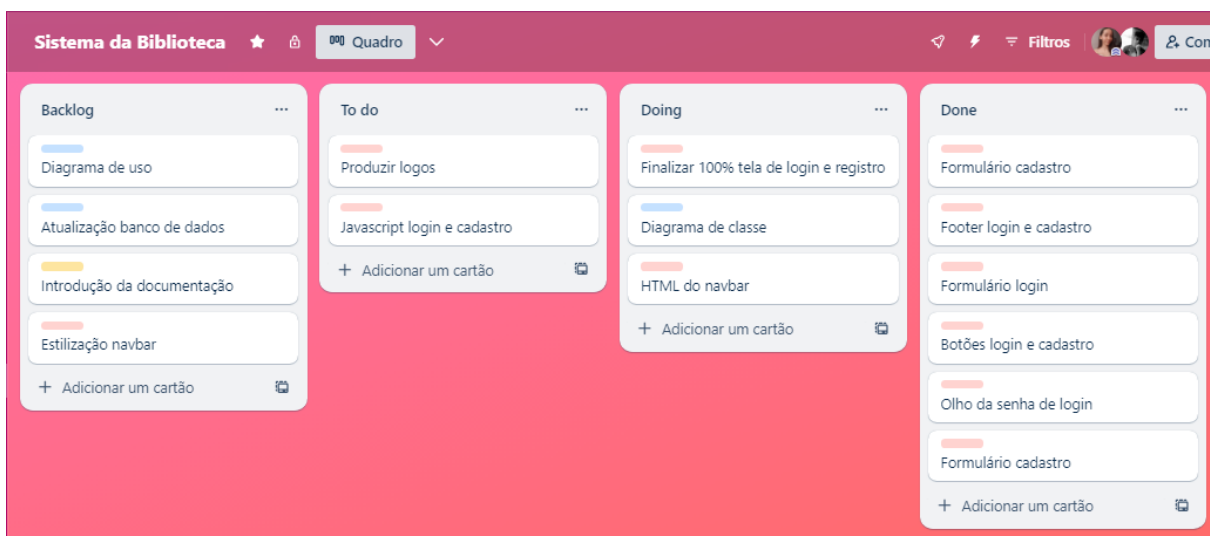 Sistema da Biblioteca
Quadro
Filtros
Backlog
Diagrama de uso
Atualização banco de dados
Introdução da documentação
Estilização navbar
+ Adicionar um cartão
To do
Produzir logos
Javascript login e cadastro
+ Adicionar um cartão
Doing
Finalizar 100% tela de login e registro
Diagrama de classe
HTML do navbar
+ Adicionar um cartão
Done
Formulário cadastro
Footer login e cadastro
Formulário login
Botões login e cadastro
Olho da senha de login
Formulário cadastro
+ Adicionar um cartão